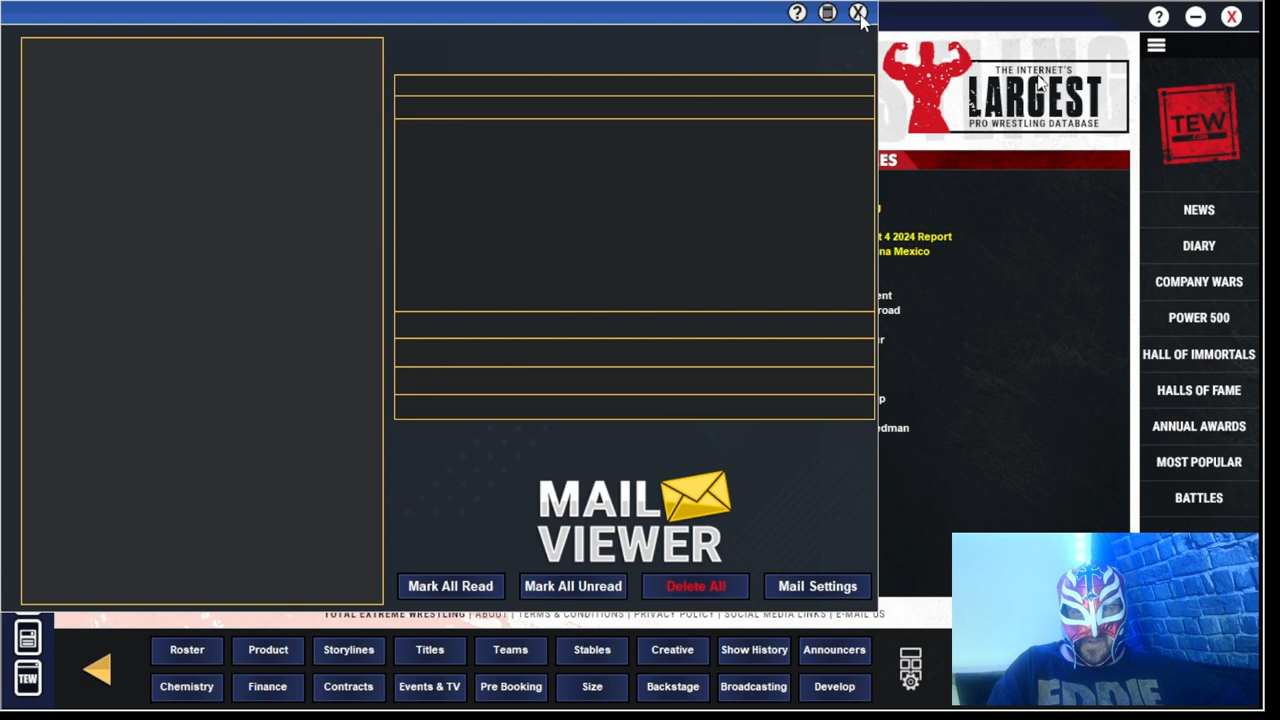 ?
X
?
X
THE INTERNET'S
LARGEST
PRO WRESTLING DATABASE
TEW
.COM
ES
t 4 2024 Report
na Mexico
ent
road
r
p
edman
NEWS
DIARY
COMPANY WARS
POWER 500
HALL OF IMMORTALS
HALLS OF FAME
ANNUAL AWARDS
MOST POPULAR
BATTLES
MAIL
VIEWER
Mark All Read
Mark All Unread
Delete All
Mail Settings
TOTAL EXTREME WRESTLING | ABOUT | TERMS & CONDITIONS | PRIVACY POLICY | SOCIAL MEDIA LINKS | E-MAIL US
TEW
Roster
Product
Storylines
Titles
Teams
Stables
Creative
Show History
Announcers
Chemistry
Finance
Contracts
Events & TV
Pre Booking
Size
Backstage
Broadcasting
Develop
EDDIE